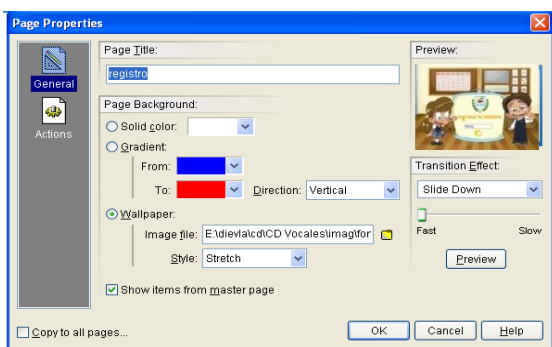 Page Properties
General
Actions
Page Title:
registro
Page Background:
Solid color:
Gradient:
From:
To:
Direction: Vertical
Wallpaper:
Image file: E:\dievla\cd\CD Vocales\imag\for
Style: Stretch
Show items from master page
Preview:
Transition Effect:
Slide Down
Fast Slow
Preview
Copy to all pages...
OK Cancel Help